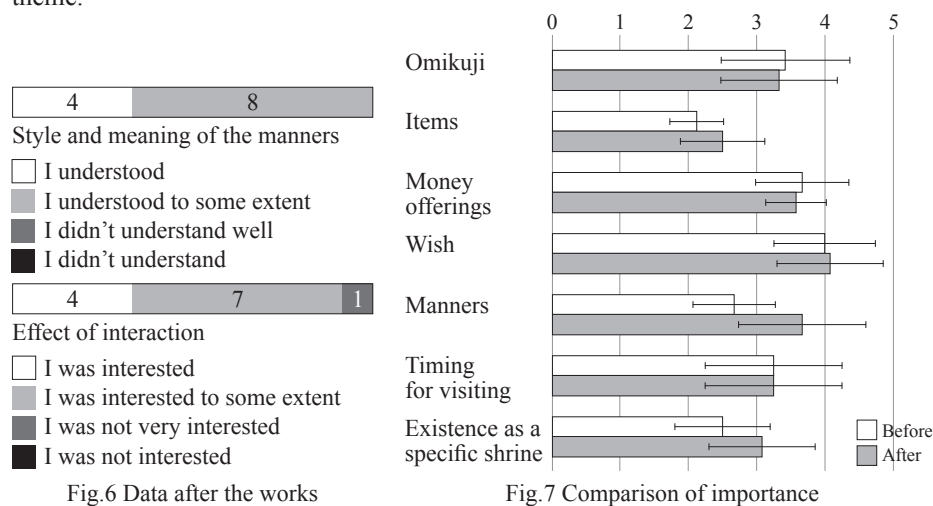 theme.
4 8
Style and meaning of the manners
I understood
I understood to some extent
I didn't understand well
I didn't understand
4 7 1
Effect of interaction
I was interested
I was interested to some extent
I was not very interested
I was not interested
Fig.6 Data after the works
0 1 2 3 4 5
Omikuji
Items
Money
offerings
Wish
Manners
Timing
for visiting
Existence as a
specific shrine
Before
After
Fig.7 Comparison of importance